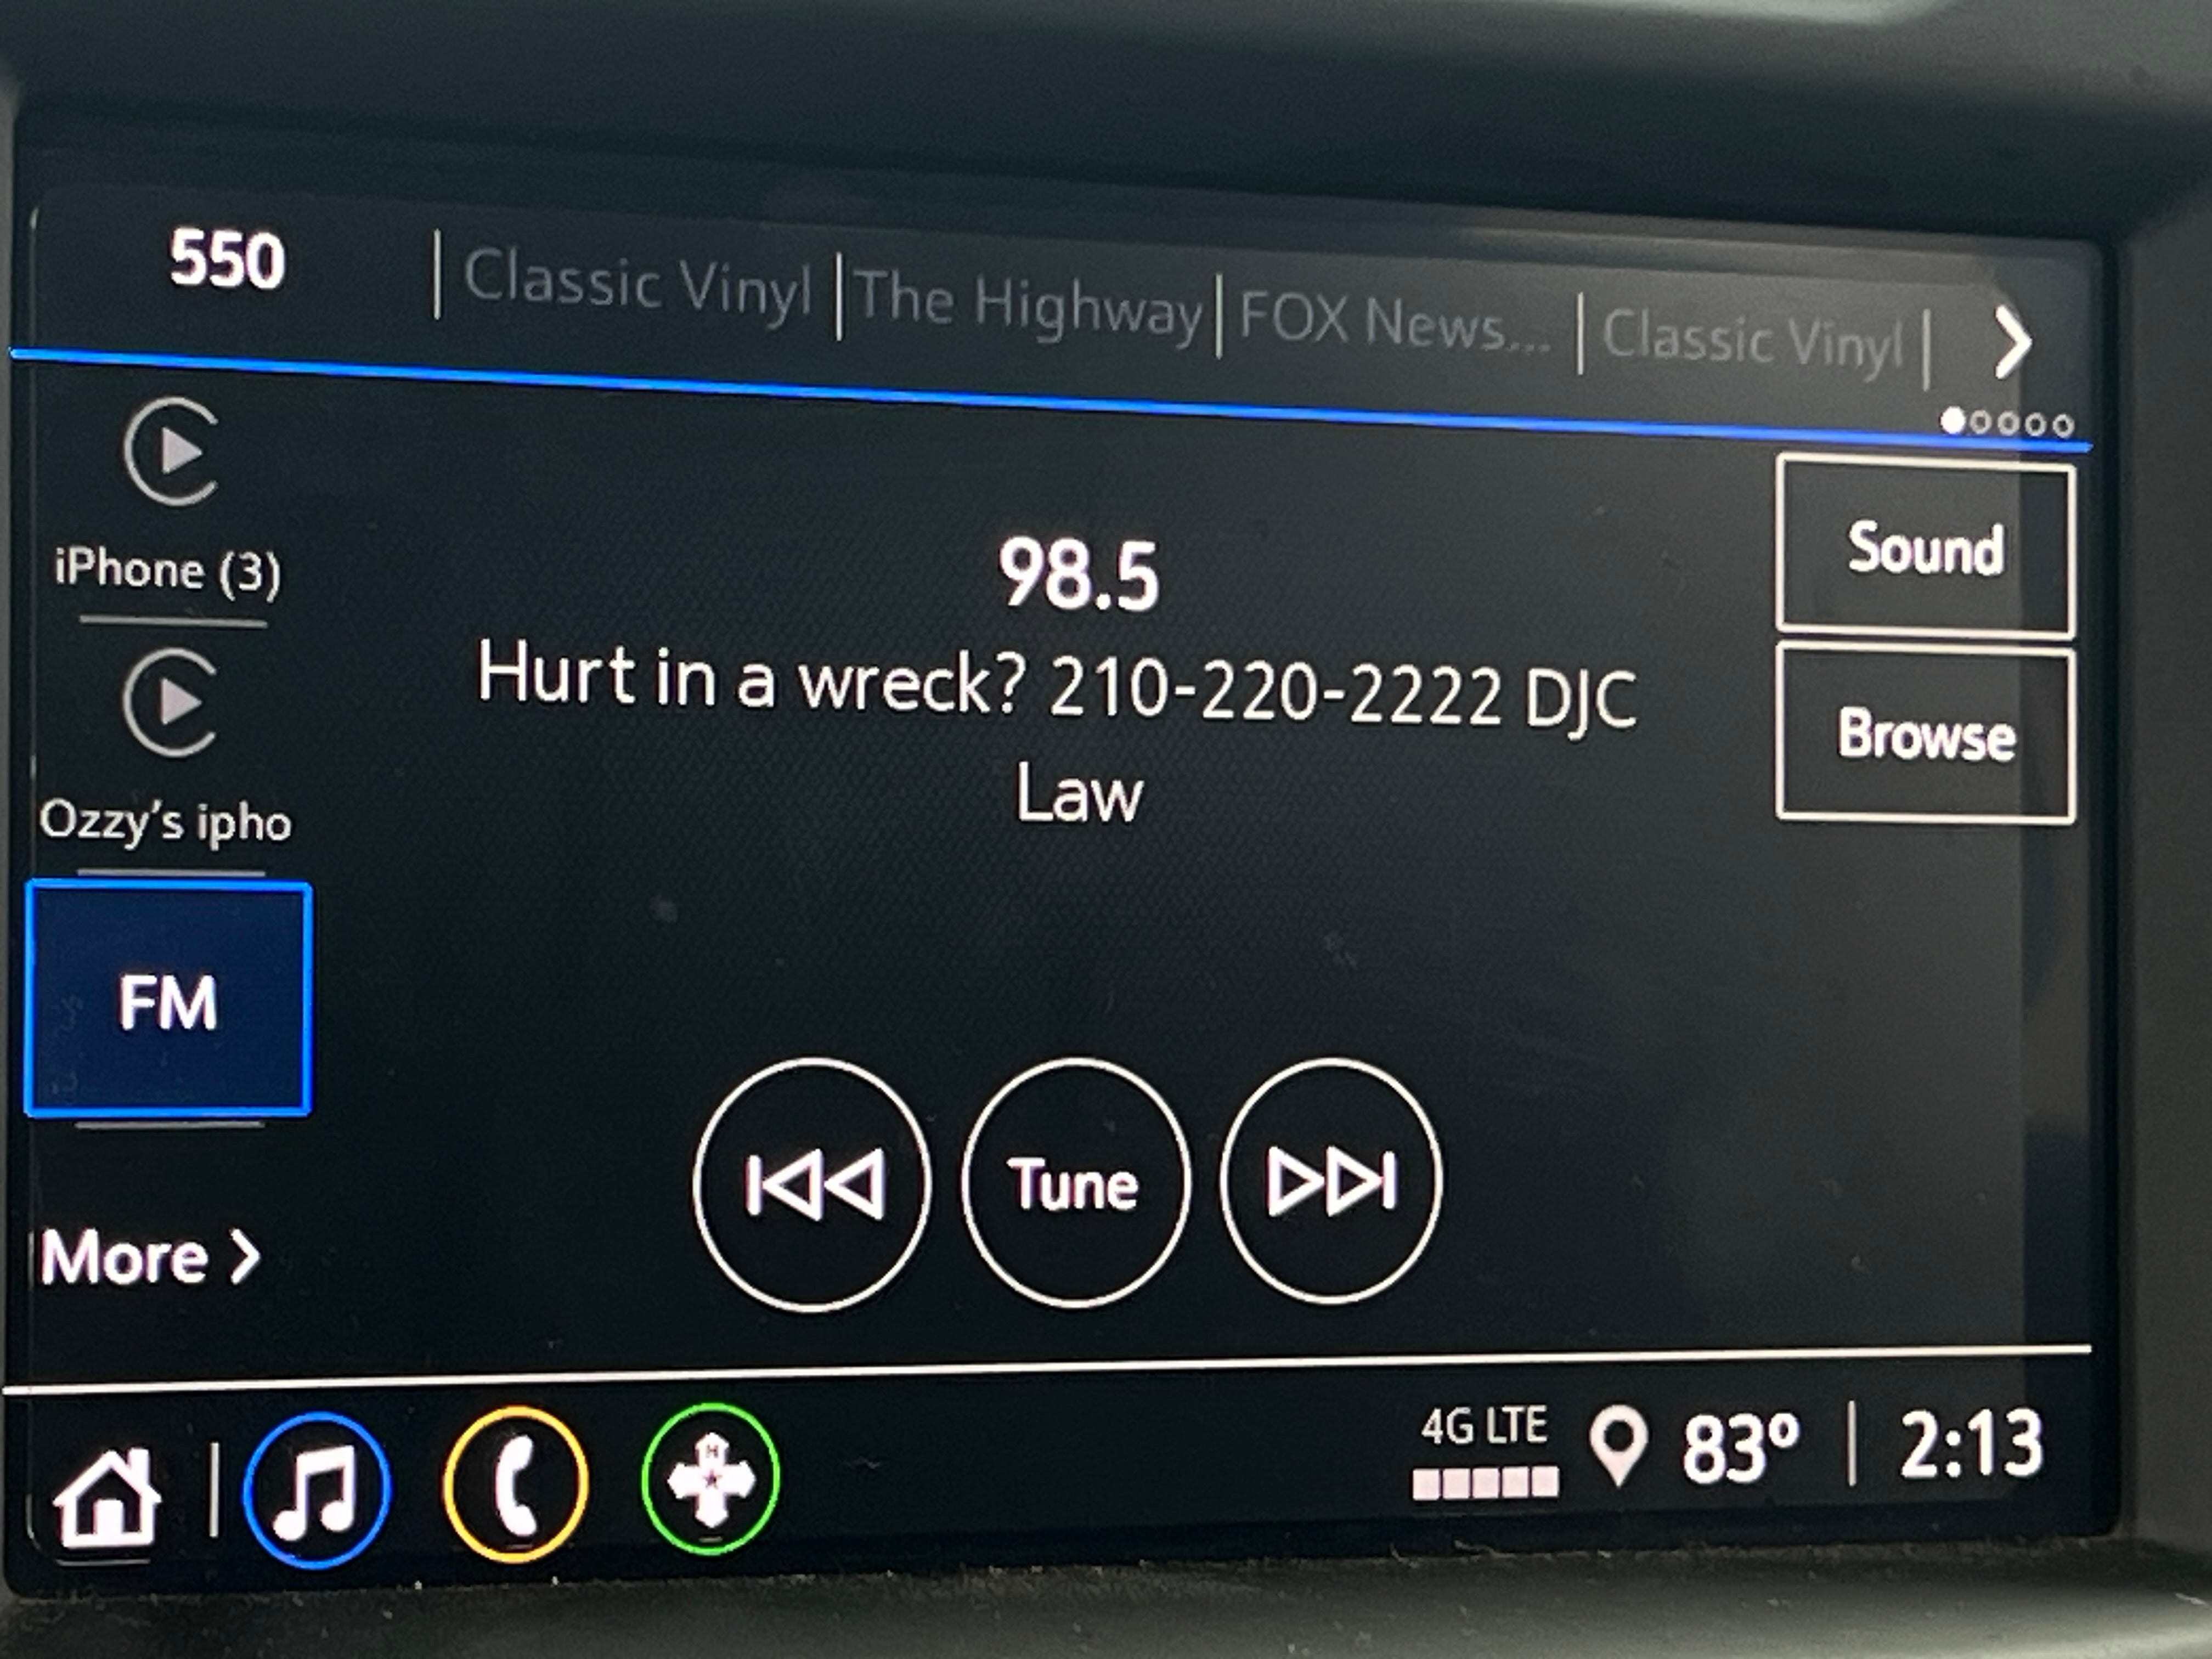 550 | Classic Vinyl | The Highway | FOX News... | Classic Vinyl |
iPhone (3)
Ozzy's ipho
FM
More
98.5
Hurt in a wreck? 210-220-2222 DJC
Law
Tune
Sound
Browse
4G LTE
83° | 2:13